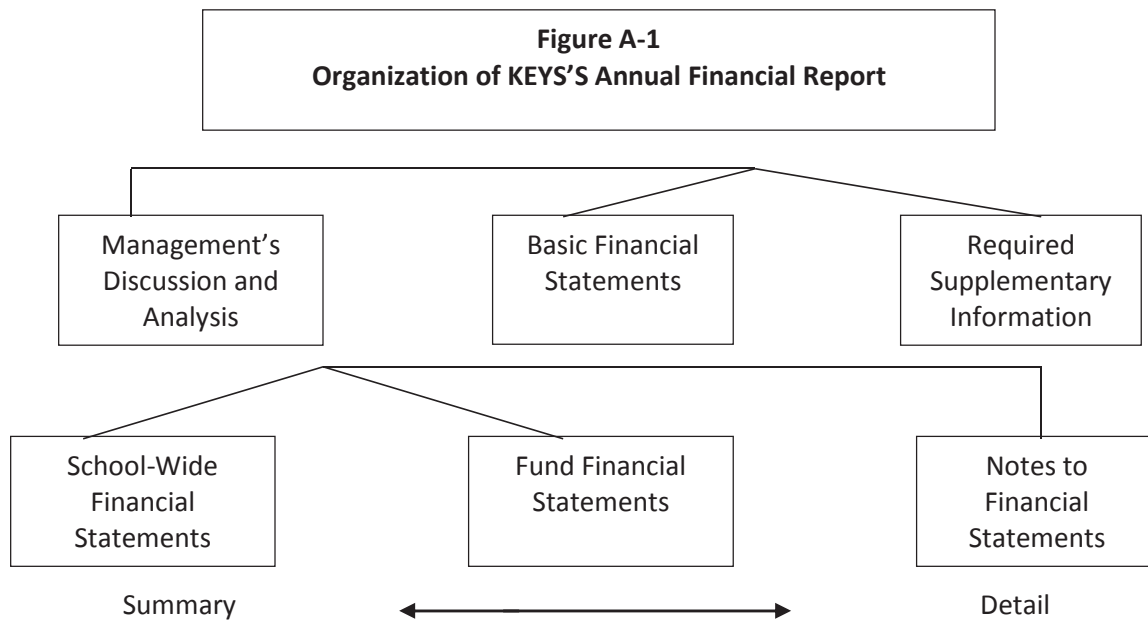 Figure A-1
Organization of KEYS’S Annual Financial Report
Management’s
Discussion and
Analysis
Basic Financial
Statements
Required
Supplementary
Information
School-Wide
Financial
Statements
Fund Financial
Statements
Notes to
Financial
Statements
Summary
Detail